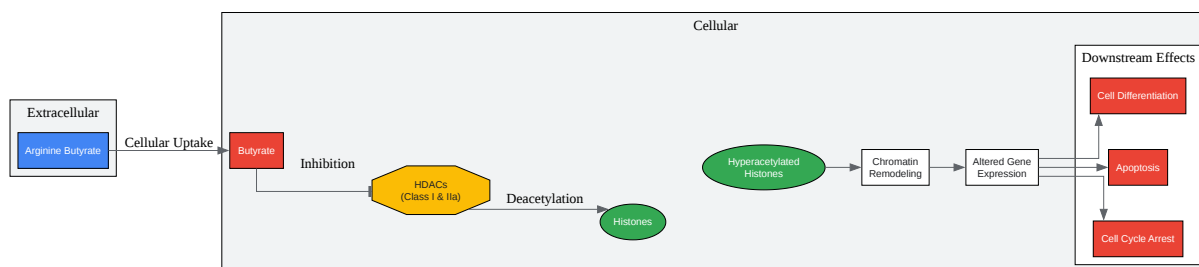 Cellular
Downstream Effects
Cell Differentiation
Extracellular
Arginine Butyrate
Cellular Uptake
Butyrate
Inhibition
HDACs
(Class I & IIa)
Deacetylation
Histones
Hyperacetylated
Histones
Chromatin
Remodeling
Altered Gene
Expression
Apoptosis
Cell Cycle Arrest